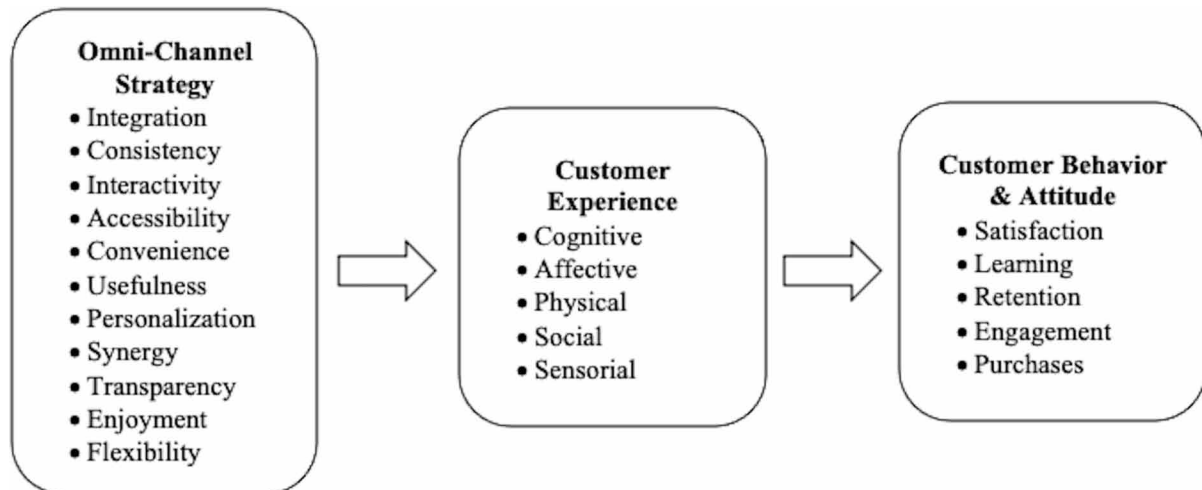 Omni-Channel
Strategy
• Integration
• Consistency
• Interactivity
• Accessibility
• Convenience
• Usefulness
• Personalization
• Synergy
• Transparency
• Enjoyment
• Flexibility
Customer
Experience
• Cognitive
• Affective
• Physical
• Social
• Sensorial
Customer Behavior
& Attitude
• Satisfaction
• Learning
• Retention
• Engagement
• Purchases